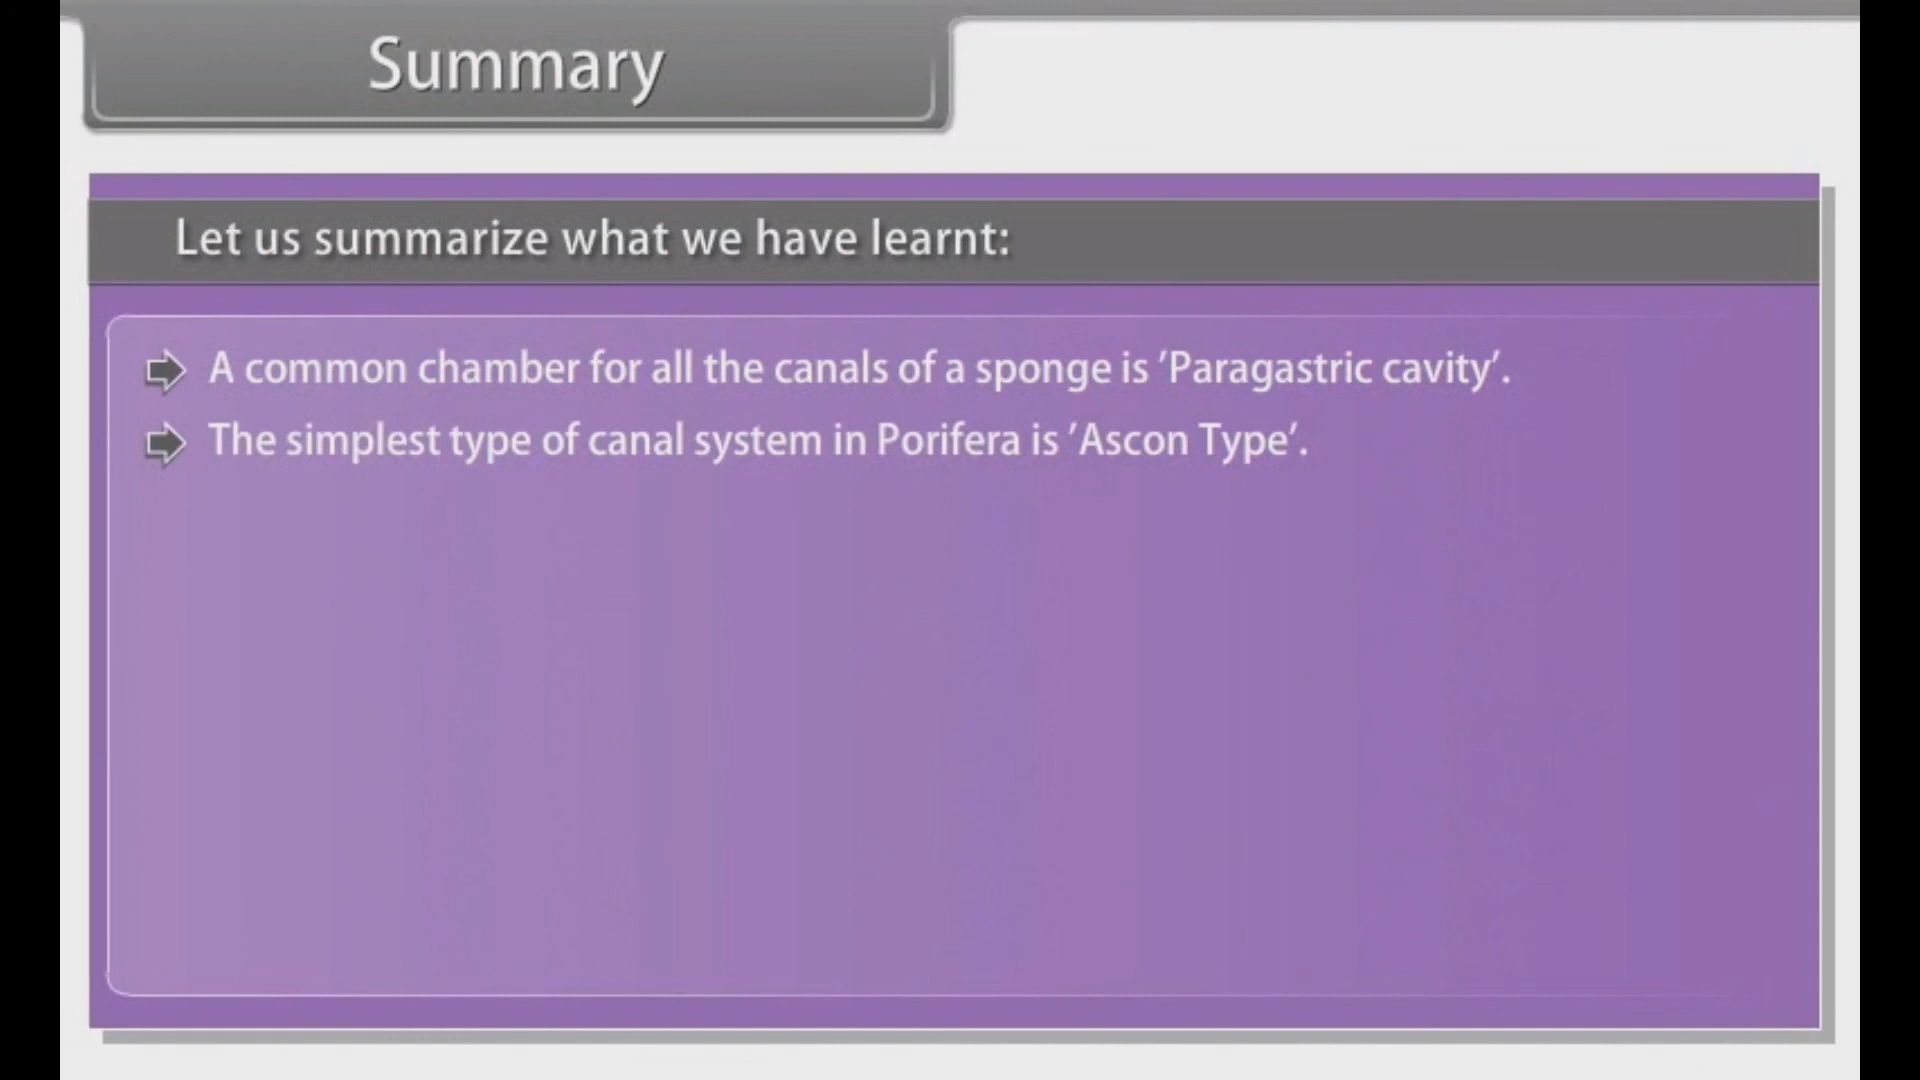 Summary
Let us summarize what we have learnt:
A common chamber for all the canals of a sponge is 'Paragastric cavity'.
The simplest type of canal system in Porifera is 'Ascon Type'.